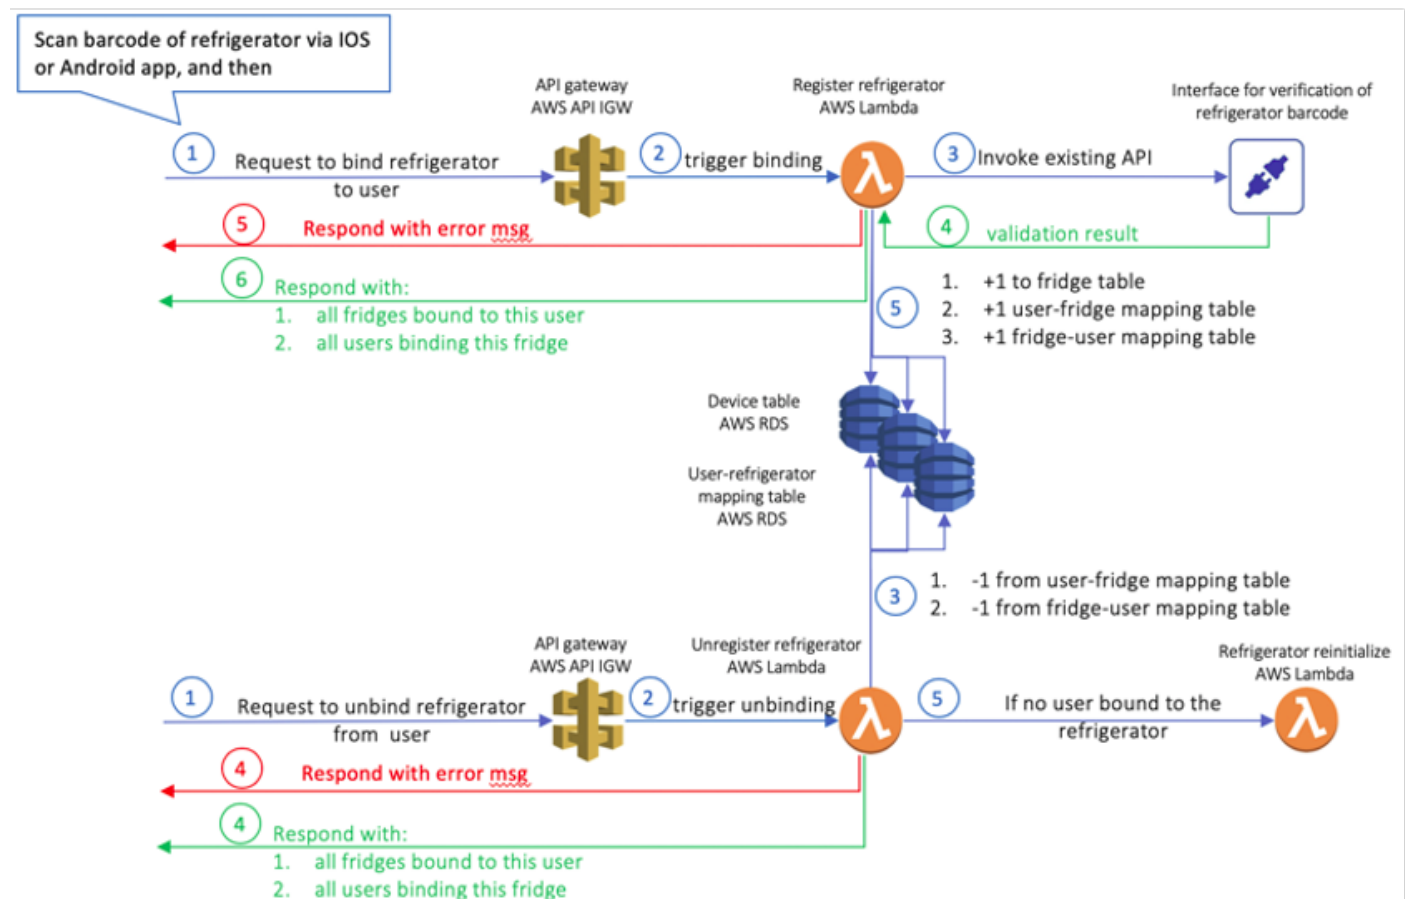 Scan barcode of refrigerator via IOS
or Android app, and then
API gateway
AWS API IGW
Register refrigerator
AWS Lambda
Interface for verification of
refrigerator barcode
1
Request to bind refrigerator
to user
2
trigger binding
λ
3
Invoke existing API
5
Respond with error msg
4
validation result
6
Respond with:
1. all fridges bound to this user
2. all users binding this fridge
5
1. +1 to fridge table
2. +1 user-fridge mapping table
3. +1 fridge-user mapping table
Device table
AWS RDS
User-refrigerator
mapping table
AWS RDS
3
1. -1 from user-fridge mapping table
2. -1 from fridge-user mapping table
API gateway
AWS API IGW
Unregister refrigerator
AWS Lambda
Refrigerator reinitialize
AWS Lambda
1
Request to unbind refrigerator
from user
2
trigger unbinding
λ
5
If no user bound to the
refrigerator
λ
4
Respond with error msg
4
Respond with:
1. all fridges bound to this user
2. all users binding this fridge